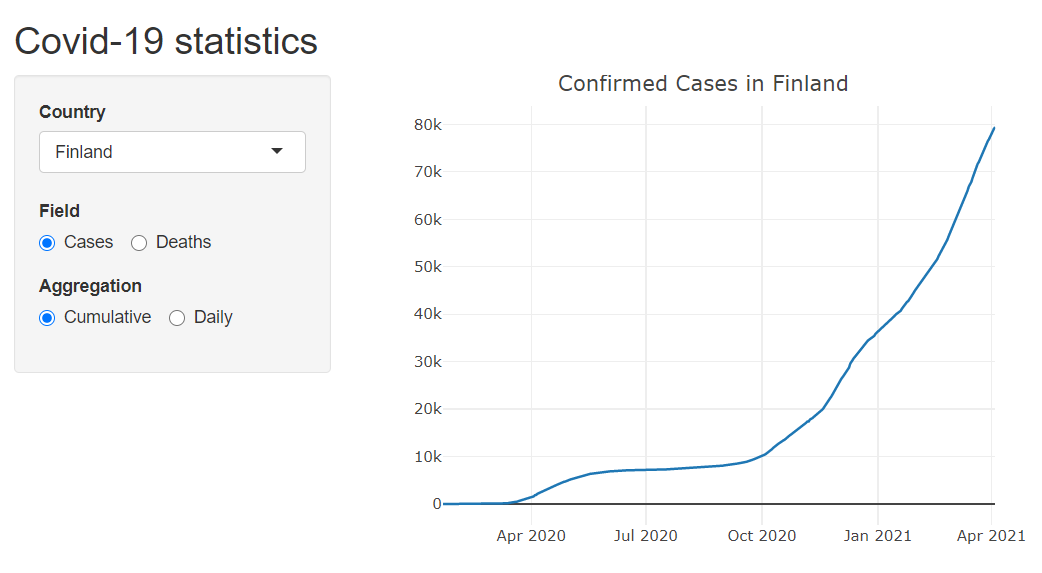 Covid-19 statistics
Country
Finland
Field
Cases Deaths
Aggregation
Cumulative Daily
Confirmed Cases in Finland
80k
70k
60k
50k
40k
30k
20k
10k
0
Apr 2020 Jul 2020 Oct 2020 Jan 2021 Apr 2021